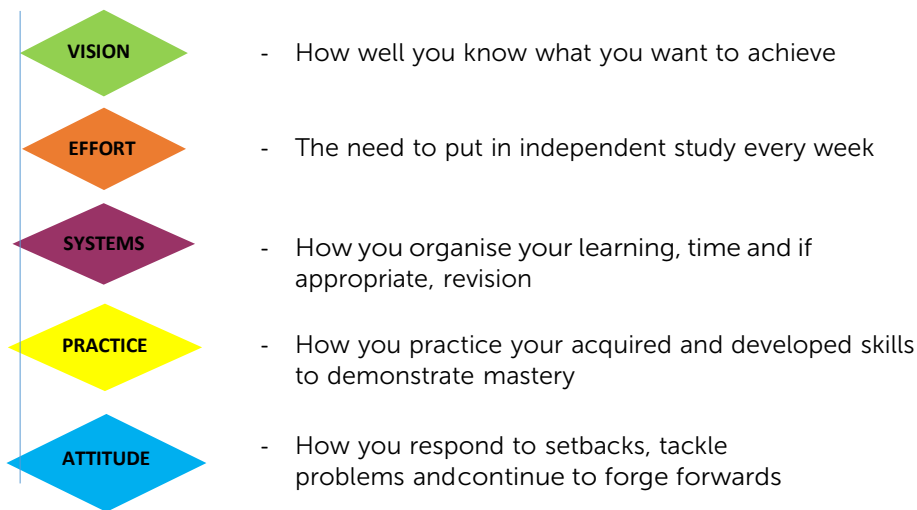 VISION - How well you know what you want to achieve
EFFORT - The need to put in independent study every week
SYSTEMS - How you organise your learning, time and if
appropriate, revision
PRACTICE - How you practice your acquired and developed skills
to demonstrate mastery
ATTITUDE - How you respond to setbacks, tackle
problems andcontinue to forge forwards